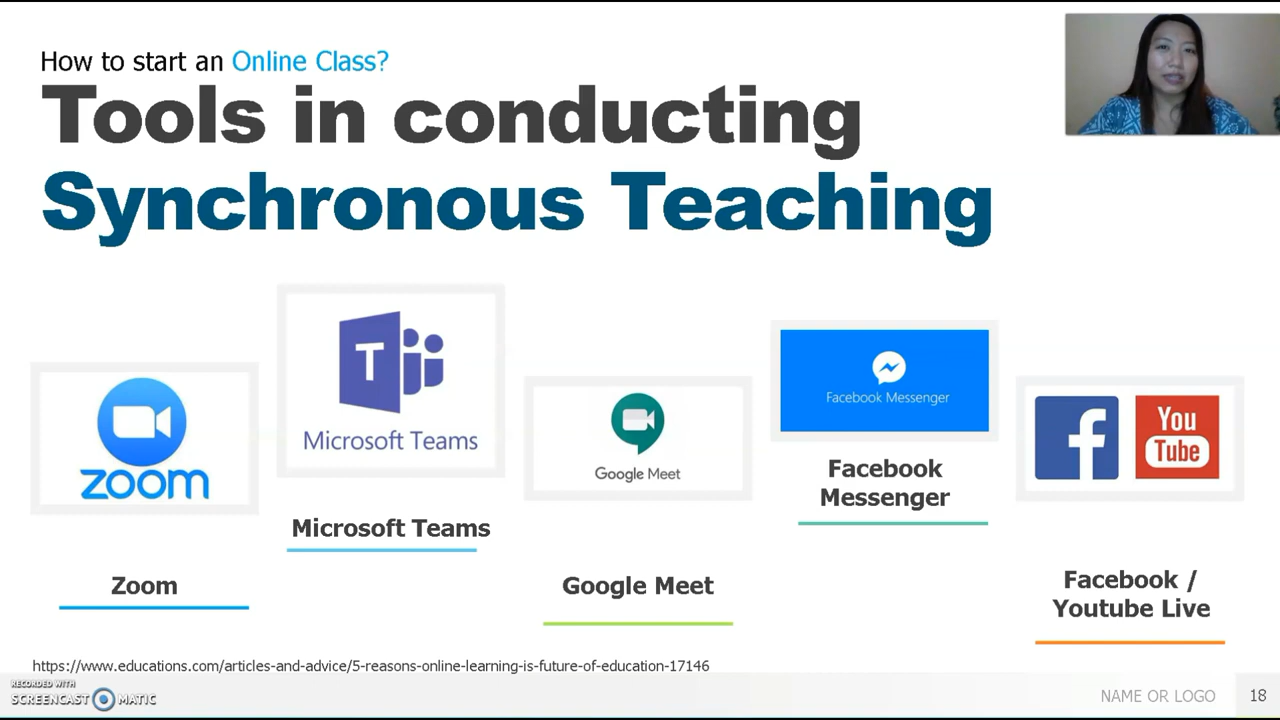 How to start an Online Class?
Tools in conducting
Synchronous Teaching
zoom
Microsoft Teams
Google Meet
Facebook Messenger
You
Tube
Zoom
Microsoft Teams
Google Meet
Facebook
Messenger
Facebook /
Youtube Live
https://www.educations.com/articles-and-advice/5-reasons-online-learning-is-future-of-education-17146
RECORDED WITH
SCREENCAST MATIC
NAME OR LOGO
18